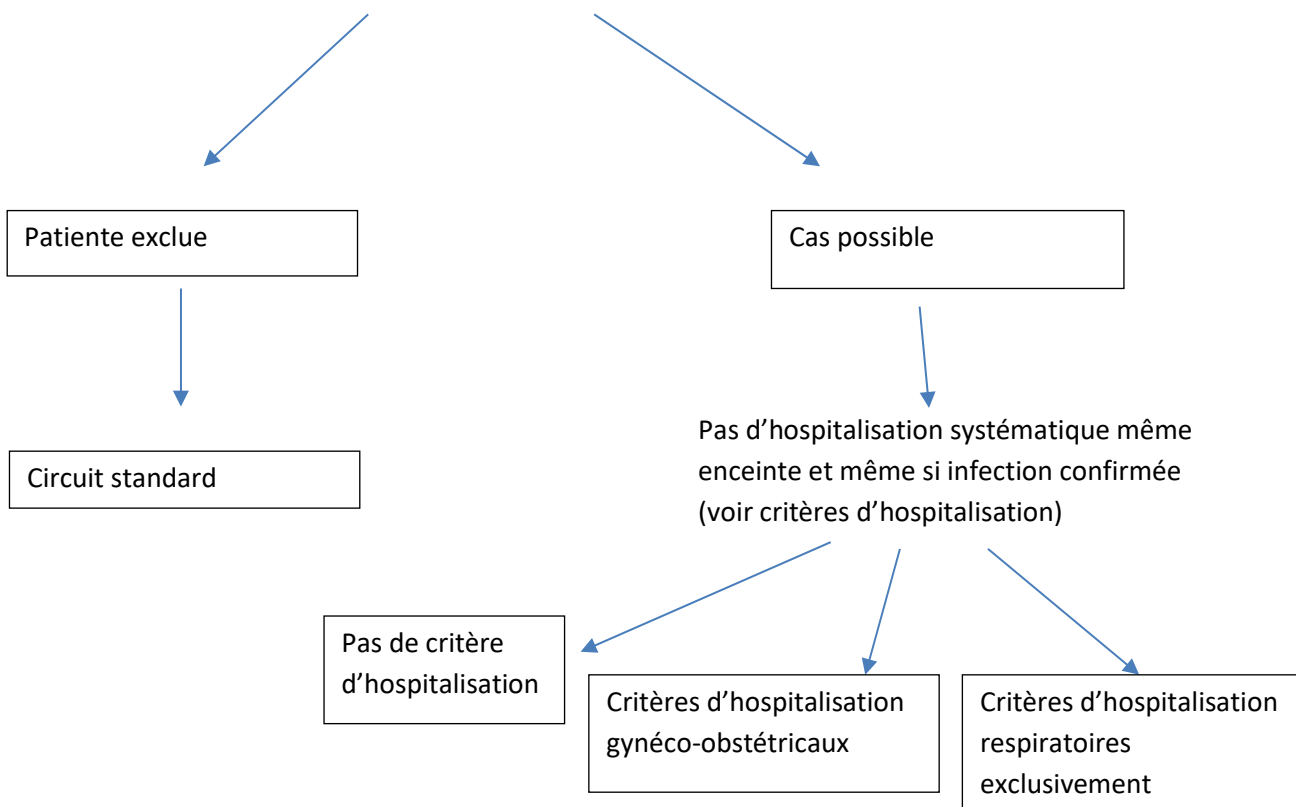 Patiente exclue
Cas possible
Circuit standard
Pas d’hospitalisation systématique même
enceinte et même si infection confirmée
(voir critères d’hospitalisation)
Pas de critère
d’hospitalisation
Critères d’hospitalisation
gynéco-obstétricaux
Critères d’hospitalisation
respiratoires
exclusivement